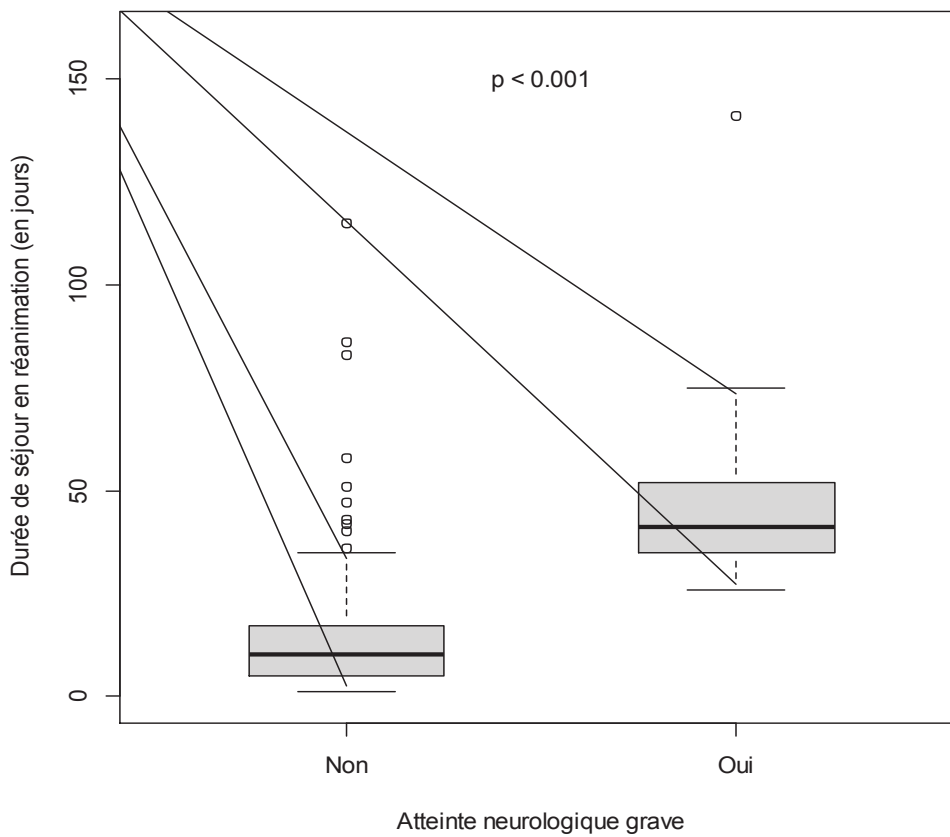 p < 0.001
Durée de séjour en réanimation (en jours)
150
100
50
0
Non
Oui
Atteinte neurologique grave